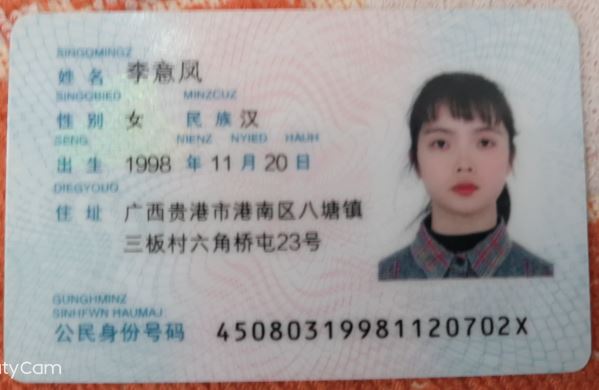 SINGQMINGZ
姓名 李意凤
SINGQBIED MINZCUZ
性别 女 民族 汉
SENG NIENZ NYIED HAUH
出生 1998 年 11 月 20 日
DIEGYOUQ
住址 广西贵港市港南区八塘镇
三板村六角桥屯23号
GUNGHMINZ
SINHFWN HAUMAJ
公民身份号码 45080319981120702X
utyCam